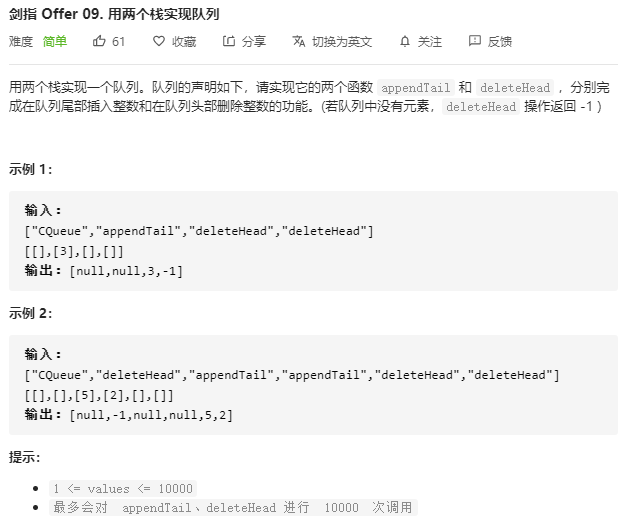 剑指 Offer 09. 用两个栈实现队列
难度 简单 61 收藏 分享 切换为英文 关注 反馈
用两个栈实现一个队列。队列的声明如下，请实现它的两个函数 appendTail 和 deleteHead ，分别完
成在队列尾部插入整数和在队列头部删除整数的功能。(若队列中没有元素，deleteHead 操作返回 -1 )
示例 1：
输入：
["CQueue","appendTail","deleteHead","deleteHead"]
[[],[3],[],[]]
输出：[null,null,3,-1]
示例 2：
输入：
["CQueue","deleteHead","appendTail","appendTail","deleteHead","deleteHead"]
[[],[],[5],[2],[],[]]
输出：[null,-1,null,null,5,2]
提示：
1 <= values <= 10000
最多会对 appendTail、deleteHead 进行 10000 次调用